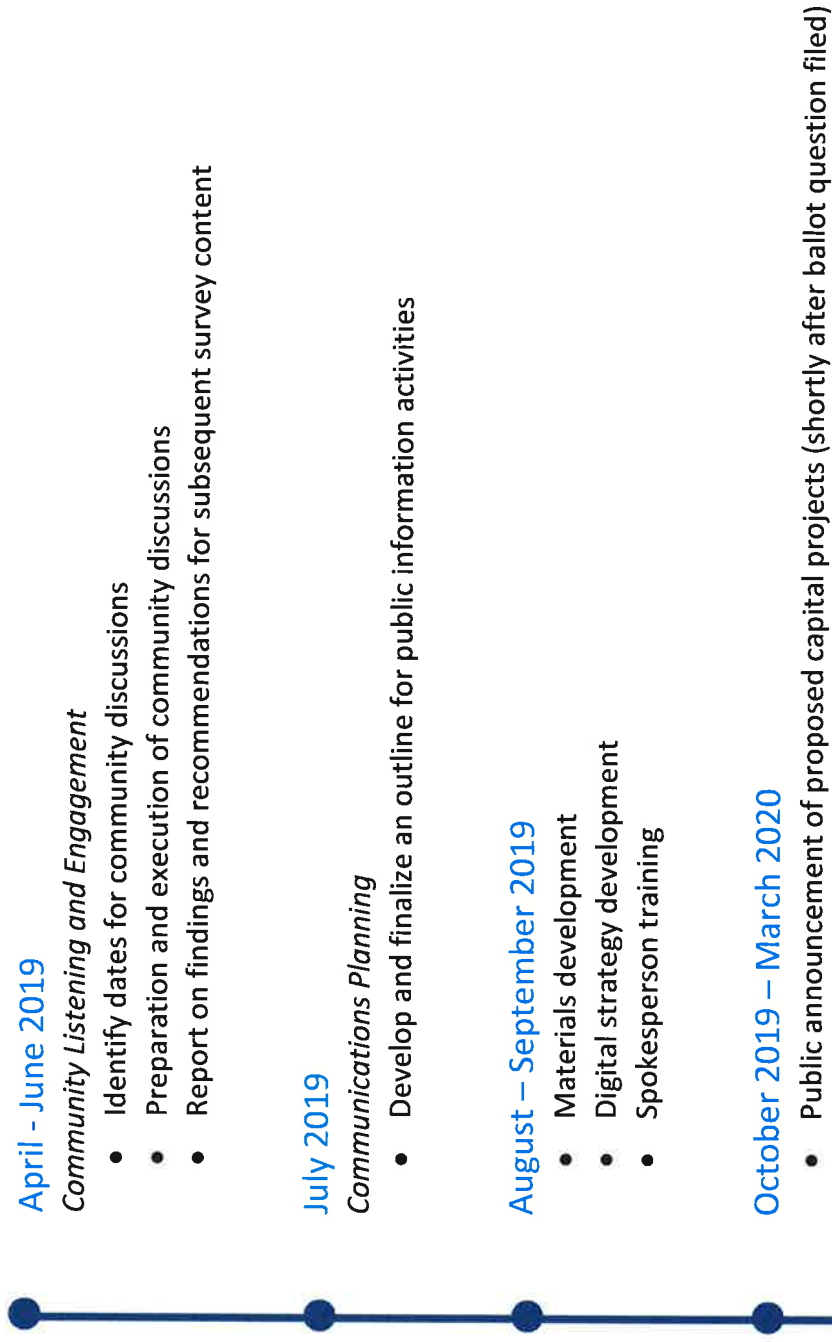 April - June 2019
Community Listening and Engagement
• Identify dates for community discussions
• Preparation and execution of community discussions
• Report on findings and recommendations for subsequent survey content
July 2019
Communications Planning
• Develop and finalize an outline for public information activities
August – September 2019
• Materials development
• Digital strategy development
• Spokesperson training
October 2019 – March 2020
• Public announcement of proposed capital projects (shortly after ballot question filed)